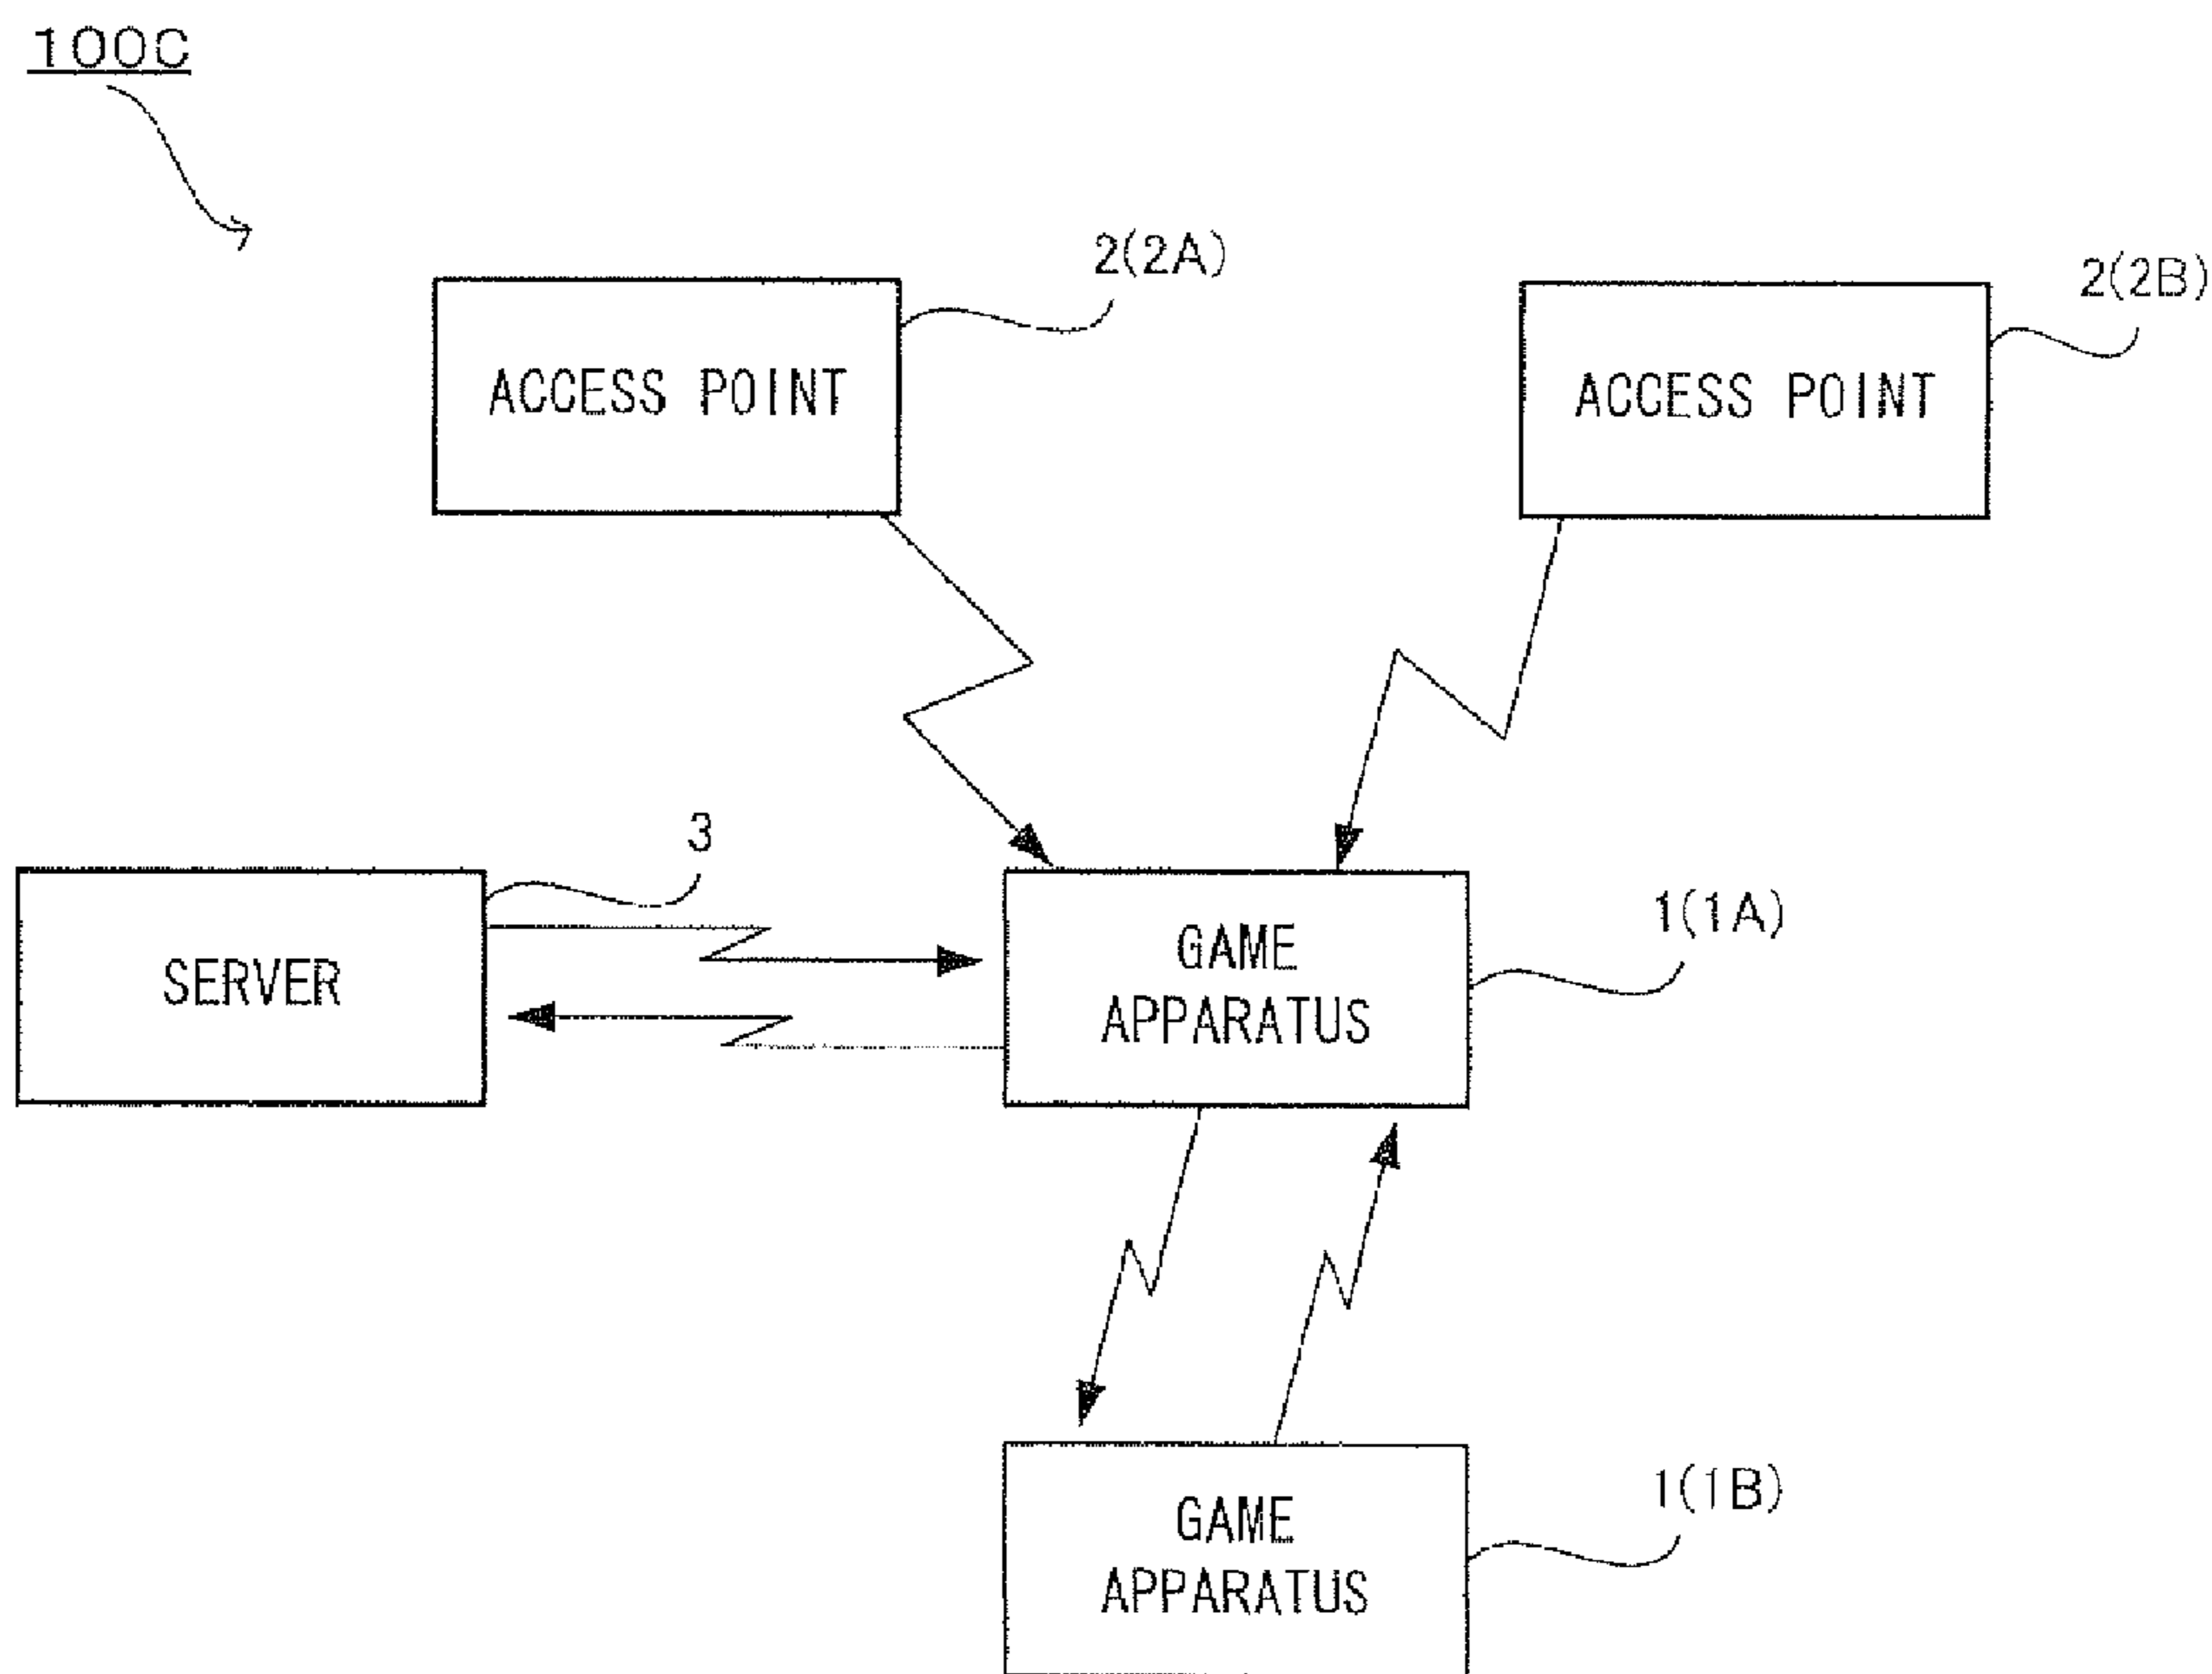 100C
2(2A)
2(2B)
ACCESS POINT
ACCESS POINT
3
1(1A)
SERVER
GAME
APPARATUS
1(1B)
GAME
APPARATUS